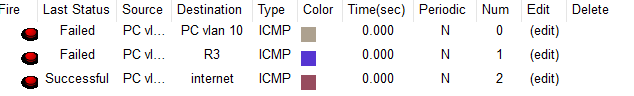 Fire Last Status Source Destination Type Color Time(sec) Periodic Num Edit Delete
Failed PC vl... PC vlan 10 ICMP 0.000 N 0 (edit)
Failed PC vl... R3 ICMP 0.000 N 1 (edit)
Successful PC vl... internet ICMP 0.000 N 2 (edit)